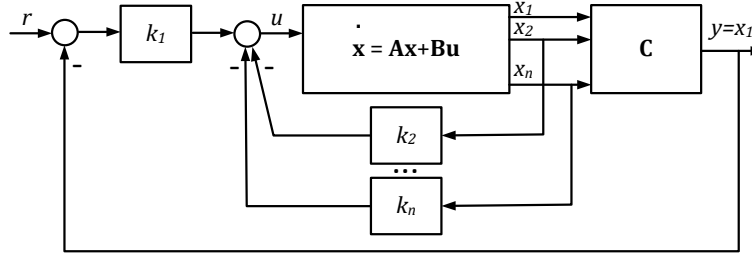 r
k₁
u
ẋ = Ax+Bu
x₁
x₂
xₙ
C
y=x₁
-
-
-
k₂
...
kₙ